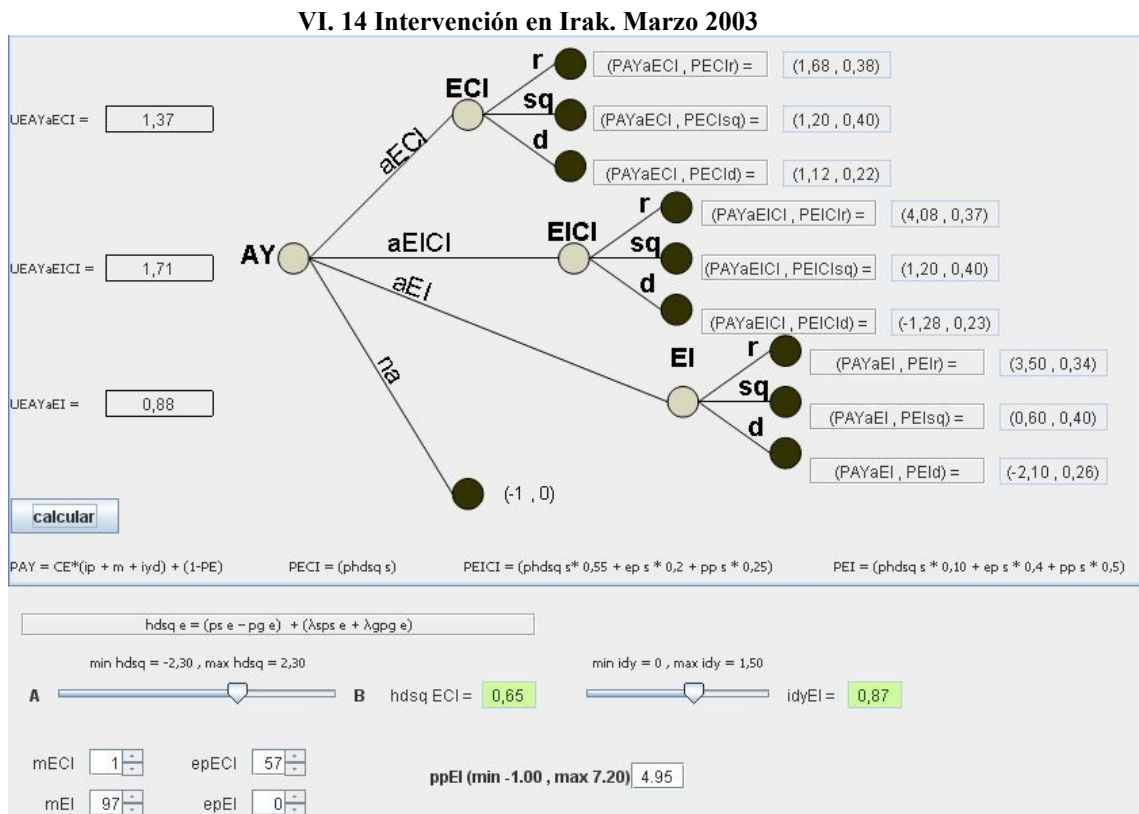 VI. 14 Intervención en Irak. Marzo 2003
r
(PAYaECI , PECIr) =
(1,68 , 0,38)
ECI
UEAYaECI =
1,37
sq
(PAYaECI , PECIsq) =
(1,20 , 0,40)
aECI
d
(PAYaECI , PECId) =
(1,12 , 0,22)
r
(PAYaEICI , PEICIr) =
(4,08 , 0,37)
UEAYaEICI =
1,71
AY
aEICI
EICI
sq
(PAYaEICI , PEICIsq) =
(1,20 , 0,40)
aEI
d
(PAYaEICI , PEICId) =
(-1,28 , 0,23)
na
EI
r
(PAYaEI , PEIr) =
(3,50 , 0,34)
UEAYaEI =
0,88
sq
(PAYaEI , PEIsq) =
(0,60 , 0,40)
d
(PAYaEI , PEId) =
(-2,10 , 0,26)
(-1 , 0)
calcular
PAY = CE*(ip + m + iyd) + (1-PE)
PECI = (phdsq s)
PEICI = (phdsq s* 0,55 + ep s * 0,2 + pp s * 0,25)
PEI = (phdsq s * 0,10 + ep s * 0,4 + pp s * 0,5)
hdsq e = (ps e – pg e) + (λsps e + λgpg e)
min hdsq = -2,30 , max hdsq = 2,30
min idy = 0 , max idy = 1,50
A
B
hdsq ECI =
0,65
idyEI =
0,87
mECI
1
epECI
57
ppEI (min -1.00 , max 7.20)
4.95
mEI
97
epEI
0